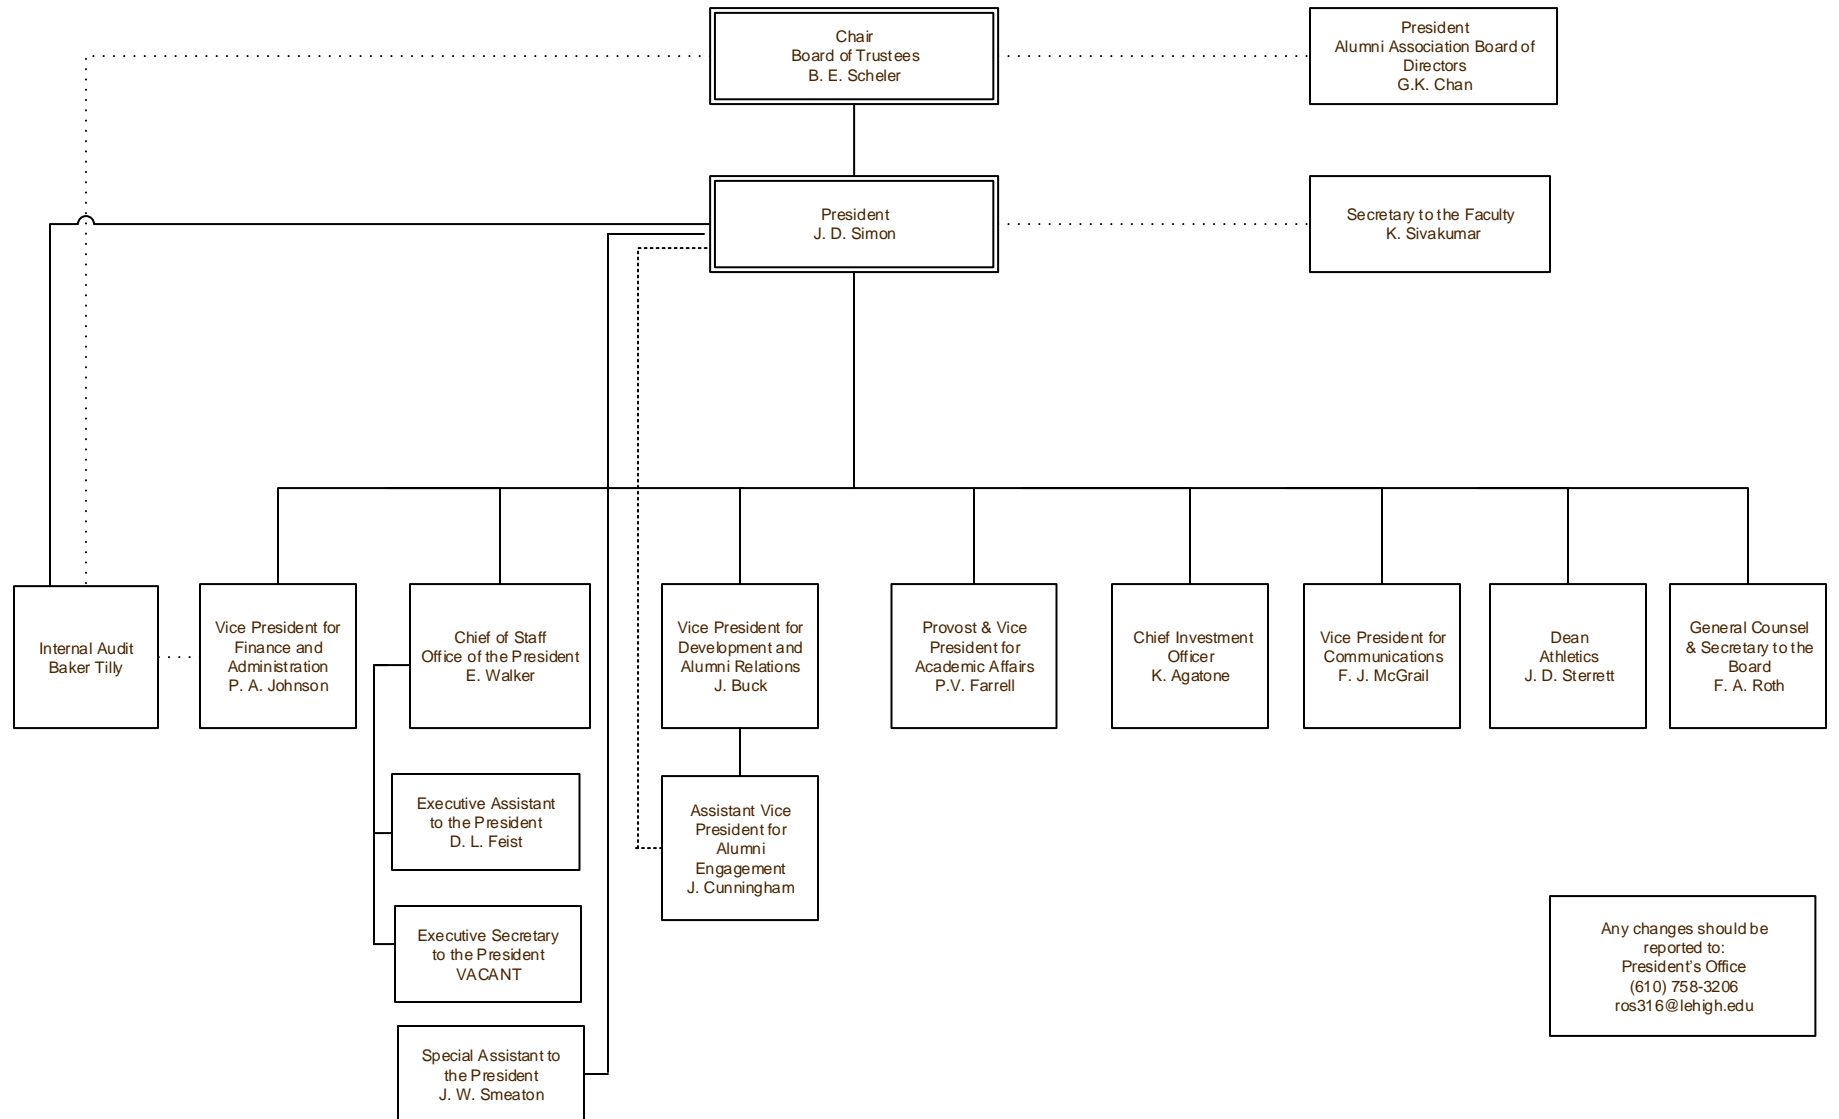 Chair
Board of Trustees
B. E. Scheler
President
Alumni Association Board of
Directors
G.K. Chan
President
J. D. Simon
Secretary to the Faculty
K. Sivakumar
Internal Audit
Baker Tilly
Vice President for
Finance and
Administration
P. A. Johnson
Chief of Staff
Office of the President
E. Walker
Vice President for
Development and
Alumni Relations
J. Buck
Provost & Vice
President for
Academic Affairs
P.V. Farrell
Chief Investment
Officer
K. Agatone
Vice President for
Communications
F. J. McGrail
Dean
Athletics
J. D. Sterrett
General Counsel
& Secretary to the
Board
F. A. Roth
Executive Assistant
to the President
D. L. Feist
Assistant Vice
President for
Alumni
Engagement
J. Cunningham
Executive Secretary
to the President
VACANT
Any changes should be
reported to:
President's Office
(610) 758-3206
ros316@lehigh.edu
Special Assistant to
the President
J. W. Smeaton